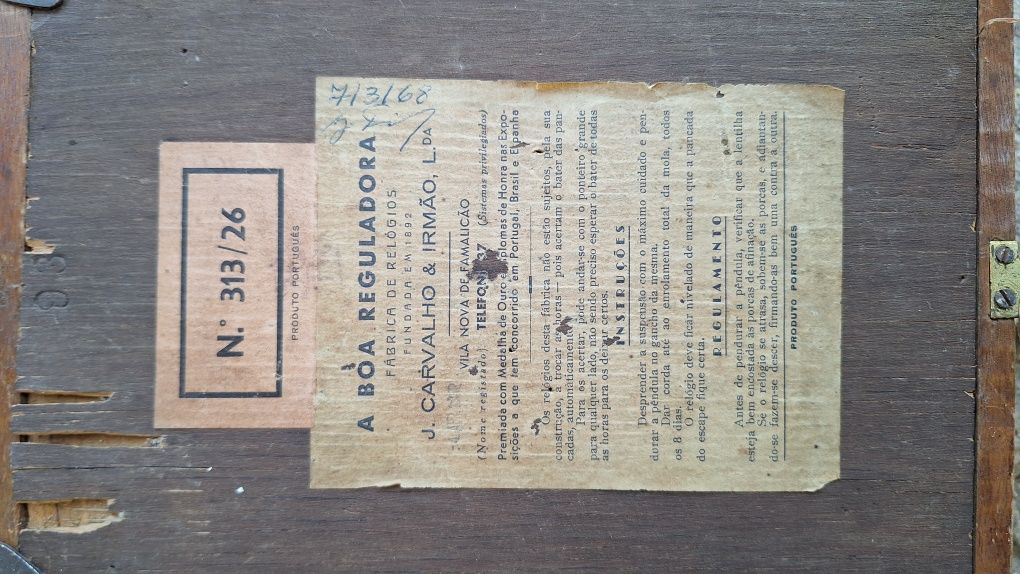 N.º 313/26
PRODUTO PORTUGUÊS
7/3/68
A BOA REGULADORA
FÁBRICA DE RELÓGIOS
FUNDADA EM 1892
J. CARVALHO & IRMÃO, L.DA
VILA NOVA DE FAMALICÃO
(Nome registado) TELEFONE 37 (Sistemas privilegiados)
Premiada com Medalha de Ouro e Diplomas de Honra nas Expo-
sições a que tem concorrido em Portugal, Brasil e Espanha
Os relógios desta fábrica não estão sujeitos, pela sua
construção, a trocar as horas — pois acertam o bater das pan-
cadas, automáticamente.
Para os acertar, pode andar-se com o ponteiro grande
para qualquer lado, não sendo preciso esperar o bater de todas
as horas para os deixar certos.
INSTRUÇÕES
Desprender a suspensão com o máximo cuidado e pen-
durar a pêndula no gancho da mesma.
Dar corda até ao enrolamento total da mola, todos
os 8 dias.
O relógio deve ficar nivelado de maneira que a pancada
do escape fique certa.
REGULAMENTO
Antes de pendurar a pêndula, verificar que a lentilha
esteja bem encostada às porcas de afinação.
Se o relógio se atrasa, sobem-se as porcas, e adiantan-
do-se fazem-se descer, firmando-as bem uma contra a outra.
PRODUTO PORTUGUÊS